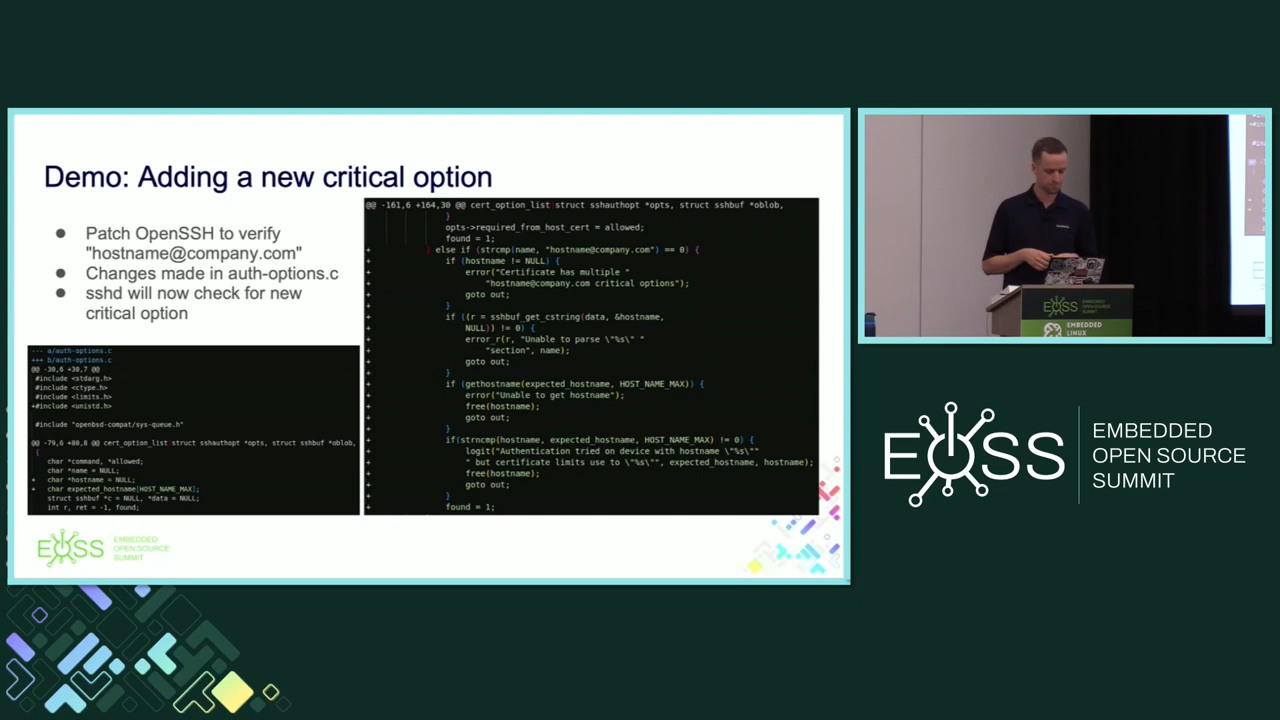 Demo: Adding a new critical option
● Patch OpenSSH to verify
"hostname@company.com"
● Changes made in auth-options.c
● sshd will now check for new
critical option
--- a/auth-options.c
+++ b/auth-options.c
@@ -30,6 +30,7 @@
#include <stdarg.h>
#include <ctype.h>
#include <limits.h>
+#include <unistd.h>
#include "openbsd-compat/sys-queue.h"
@@ -79,6 +80,8 @@ cert_option_list(struct sshauthopt *opts, struct sshbuf *oblob,
{
char *command, *allowed;
char *name = NULL;
+ char *hostname = NULL;
+ char expected_hostname[HOST_NAME_MAX];
struct sshbuf *c = NULL, *data = NULL;
int r, ret = -1, found;
@@ -161,6 +164,30 @@ cert_option_list(struct sshauthopt *opts, struct sshbuf *oblob,
}
opts->required_from_host_cert = allowed;
found = 1;
+ } else if (strcmp(name, "hostname@company.com") == 0) {
+ if (hostname != NULL) {
+ error("Certificate has multiple "
+ "hostname@company.com critical options");
+ goto out;
+ }
+ if ((r = sshbuf_get_cstring(data, &hostname,
+ NULL)) != 0) {
+ error_r(r, "Unable to parse \"%s\" "
+ "section", name);
+ goto out;
+ }
+ if (gethostname(expected_hostname, HOST_NAME_MAX)) {
+ error("Unable to get hostname");
+ free(hostname);
+ goto out;
+ }
+ if(strncmp(hostname, expected_hostname, HOST_NAME_MAX) != 0) {
+ logit("Authentication tried on device with hostname \"%s\""
+ " but certificate limits use to \"%s\"", expected_hostname, hostname);
+ free(hostname);
+ goto out;
+ }
+ found = 1;
EOSS
EMBEDDED
OPEN SOURCE
SUMMIT
EOSS
EMBEDDED
LINUX
EOSS
EMBEDDED
OPEN SOURCE
SUMMIT